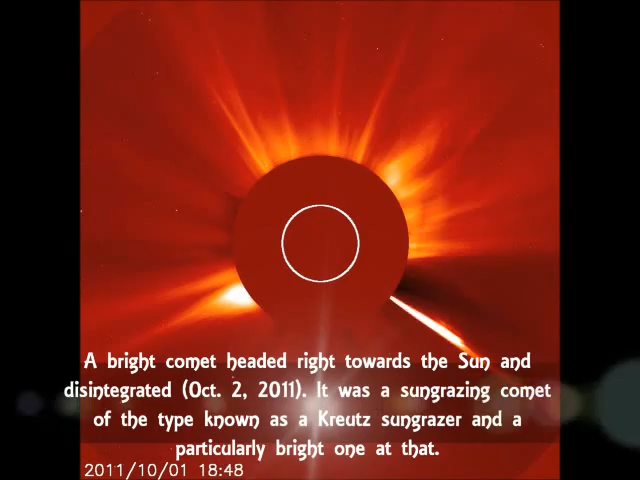 A bright comet headed right towards the Sun and
disintegrated (Oct. 2, 2011). It was a sungrazing comet
of the type known as a Kreutz sungrazer and a
particularly bright one at that.
2011/10/01 18:48